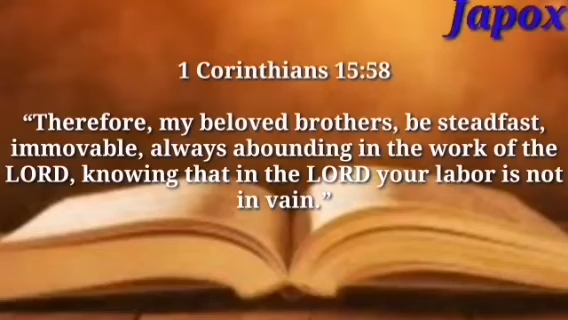 Japox
1 Corinthians 15:58
“Therefore, my beloved brothers, be steadfast,
immovable, always abounding in the work of the
LORD, knowing that in the LORD your labor is not
in vain.”